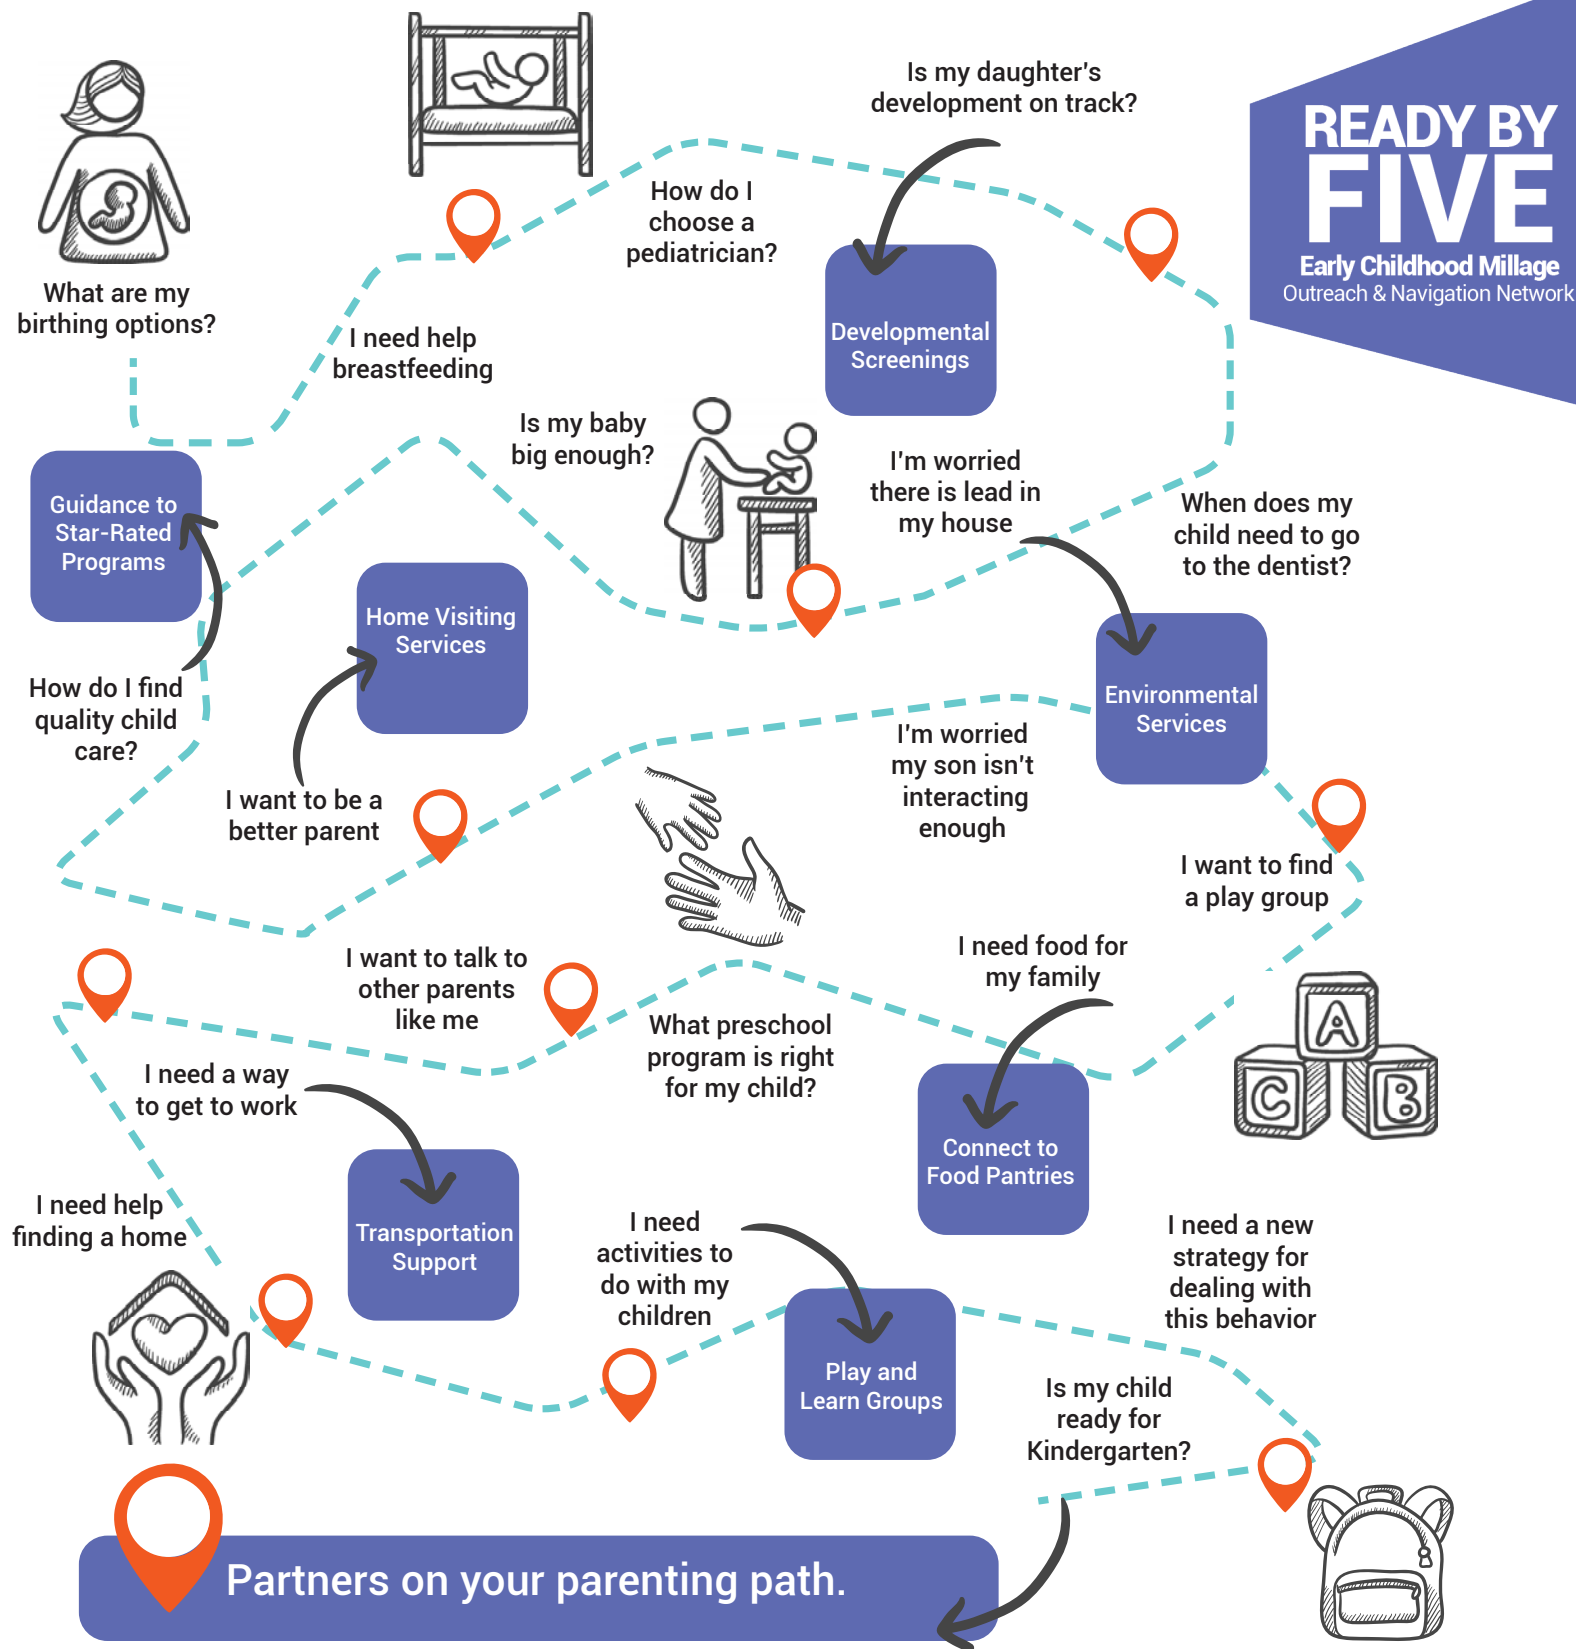 Is my daughter's
development on track?
READY BY
FIVE
Early Childhood Millage
Outreach & Navigation Network
How do I
choose a
pediatrician?
What are my
birthing options?
I need help
breastfeeding
Developmental
Screenings
Is my baby
big enough?
I'm worried
there is lead in
my house
When does my
child need to go
to the dentist?
Guidance to
Star-Rated
Programs
Home Visiting
Services
How do I find
quality child
care?
Environmental
Services
I want to be a
better parent
I'm worried
my son isn't
interacting
enough
I want to find
a play group
I want to talk to
other parents
like me
I need food for
my family
What preschool
program is right
for my child?
A
C
B
I need a way
to get to work
Connect to
Food Pantries
I need help
finding a home
Transportation
Support
I need
activities to
do with my
children
I need a new
strategy for
dealing with
this behavior
Play and
Learn Groups
Is my child
ready for
Kindergarten?
Partners on your parenting path.